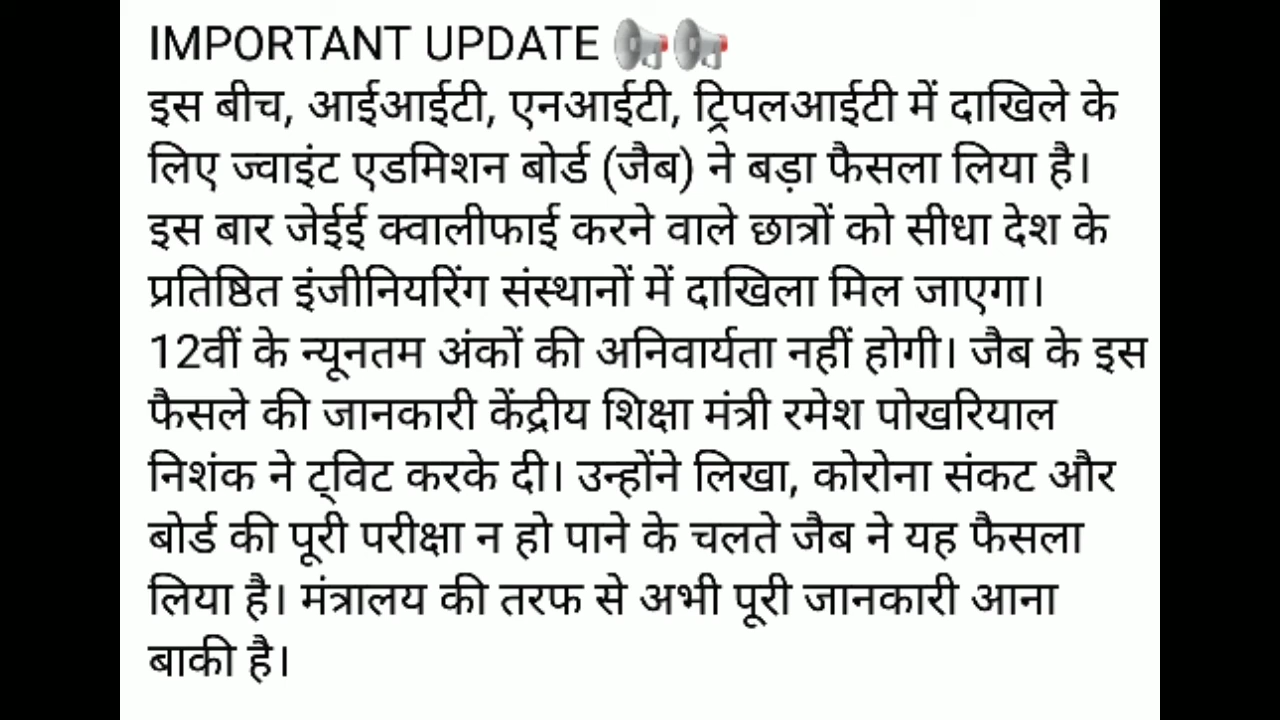 IMPORTANT UPDATE 📢📢
इस बीच, आईआईटी, एनआईटी, ट्रिपलआईटी में दाखिले के
लिए ज्वाइंट एडमिशन बोर्ड (जैब) ने बड़ा फैसला लिया है।
इस बार जेईई क्वालीफाई करने वाले छात्रों को सीधा देश के
प्रतिष्ठित इंजीनियरिंग संस्थानों में दाखिला मिल जाएगा।
12वीं के न्यूनतम अंकों की अनिवार्यता नहीं होगी। जैब के इस
फैसले की जानकारी केंद्रीय शिक्षा मंत्री रमेश पोखरियाल
निशंक ने ट्विट करके दी। उन्होंने लिखा, कोरोना संकट और
बोर्ड की पूरी परीक्षा न हो पाने के चलते जैब ने यह फैसला
लिया है। मंत्रालय की तरफ से अभी पूरी जानकारी आना
बाकी है।